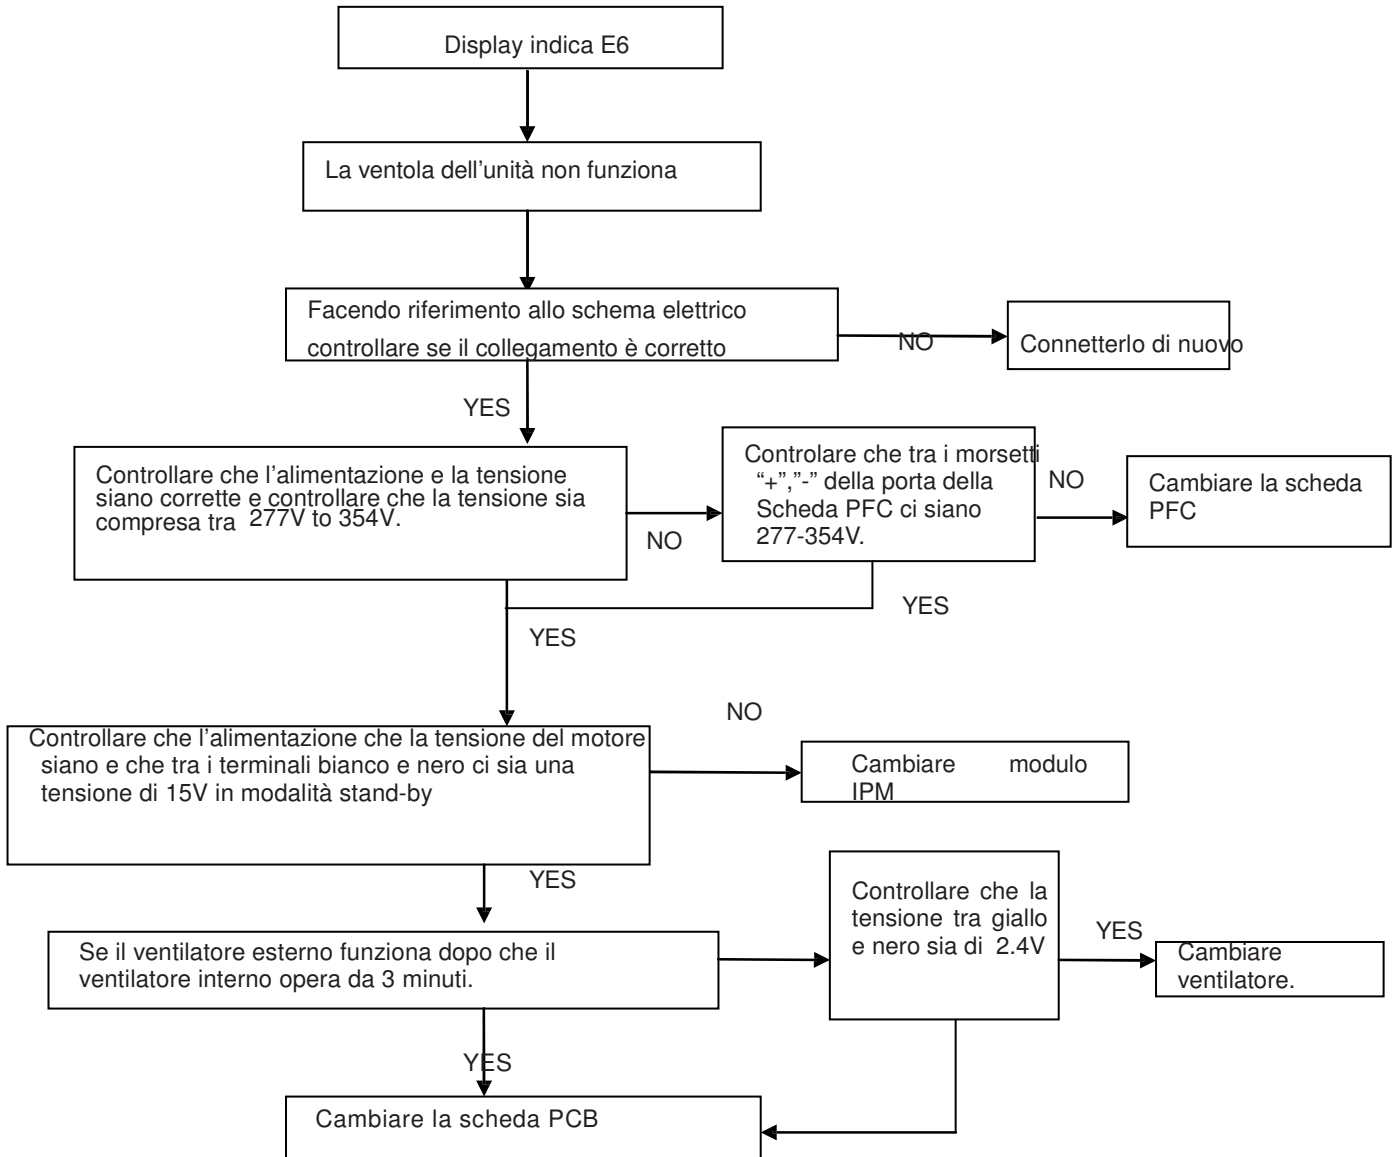 Display indica E6
La ventola dell'unità non funziona
Facendo riferimento allo schema elettrico
controllare se il collegamento è corretto
NO
Connetterlo di nuovo
YES
Controllare che l'alimentazione e la tensione
siano corrette e controllare che la tensione sia
compresa tra 277V to 354V.
NO
Controlare che tra i morsetti
“+”,”-” della porta della
Scheda PFC ci siano
277-354V.
NO
Cambiare la scheda
PFC
YES
YES
Controllare che l'alimentazione che la tensione del motore
siano e che tra i terminali bianco e nero ci sia una
tensione di 15V in modalità stand-by
NO
Cambiare modulo
IPM
YES
Se il ventilatore esterno funziona dopo che il
ventilatore interno opera da 3 minuti.
Controllare che la
tensione tra giallo
e nero sia di 2.4V
YES
Cambiare
ventilatore.
YES
Cambiare la scheda PCB